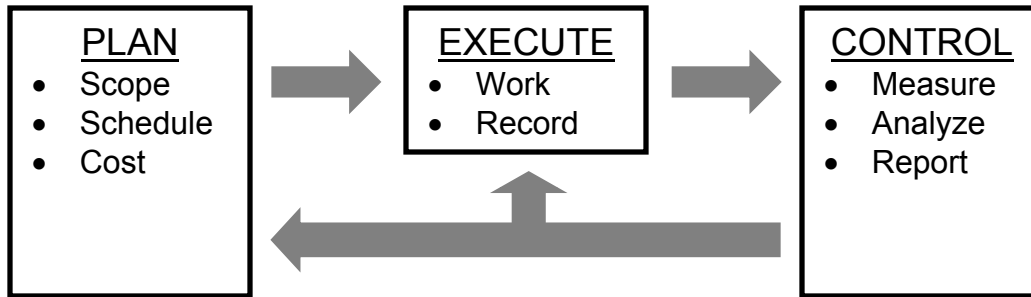 PLAN
• Scope
• Schedule
• Cost
EXECUTE
• Work
• Record
CONTROL
• Measure
• Analyze
• Report